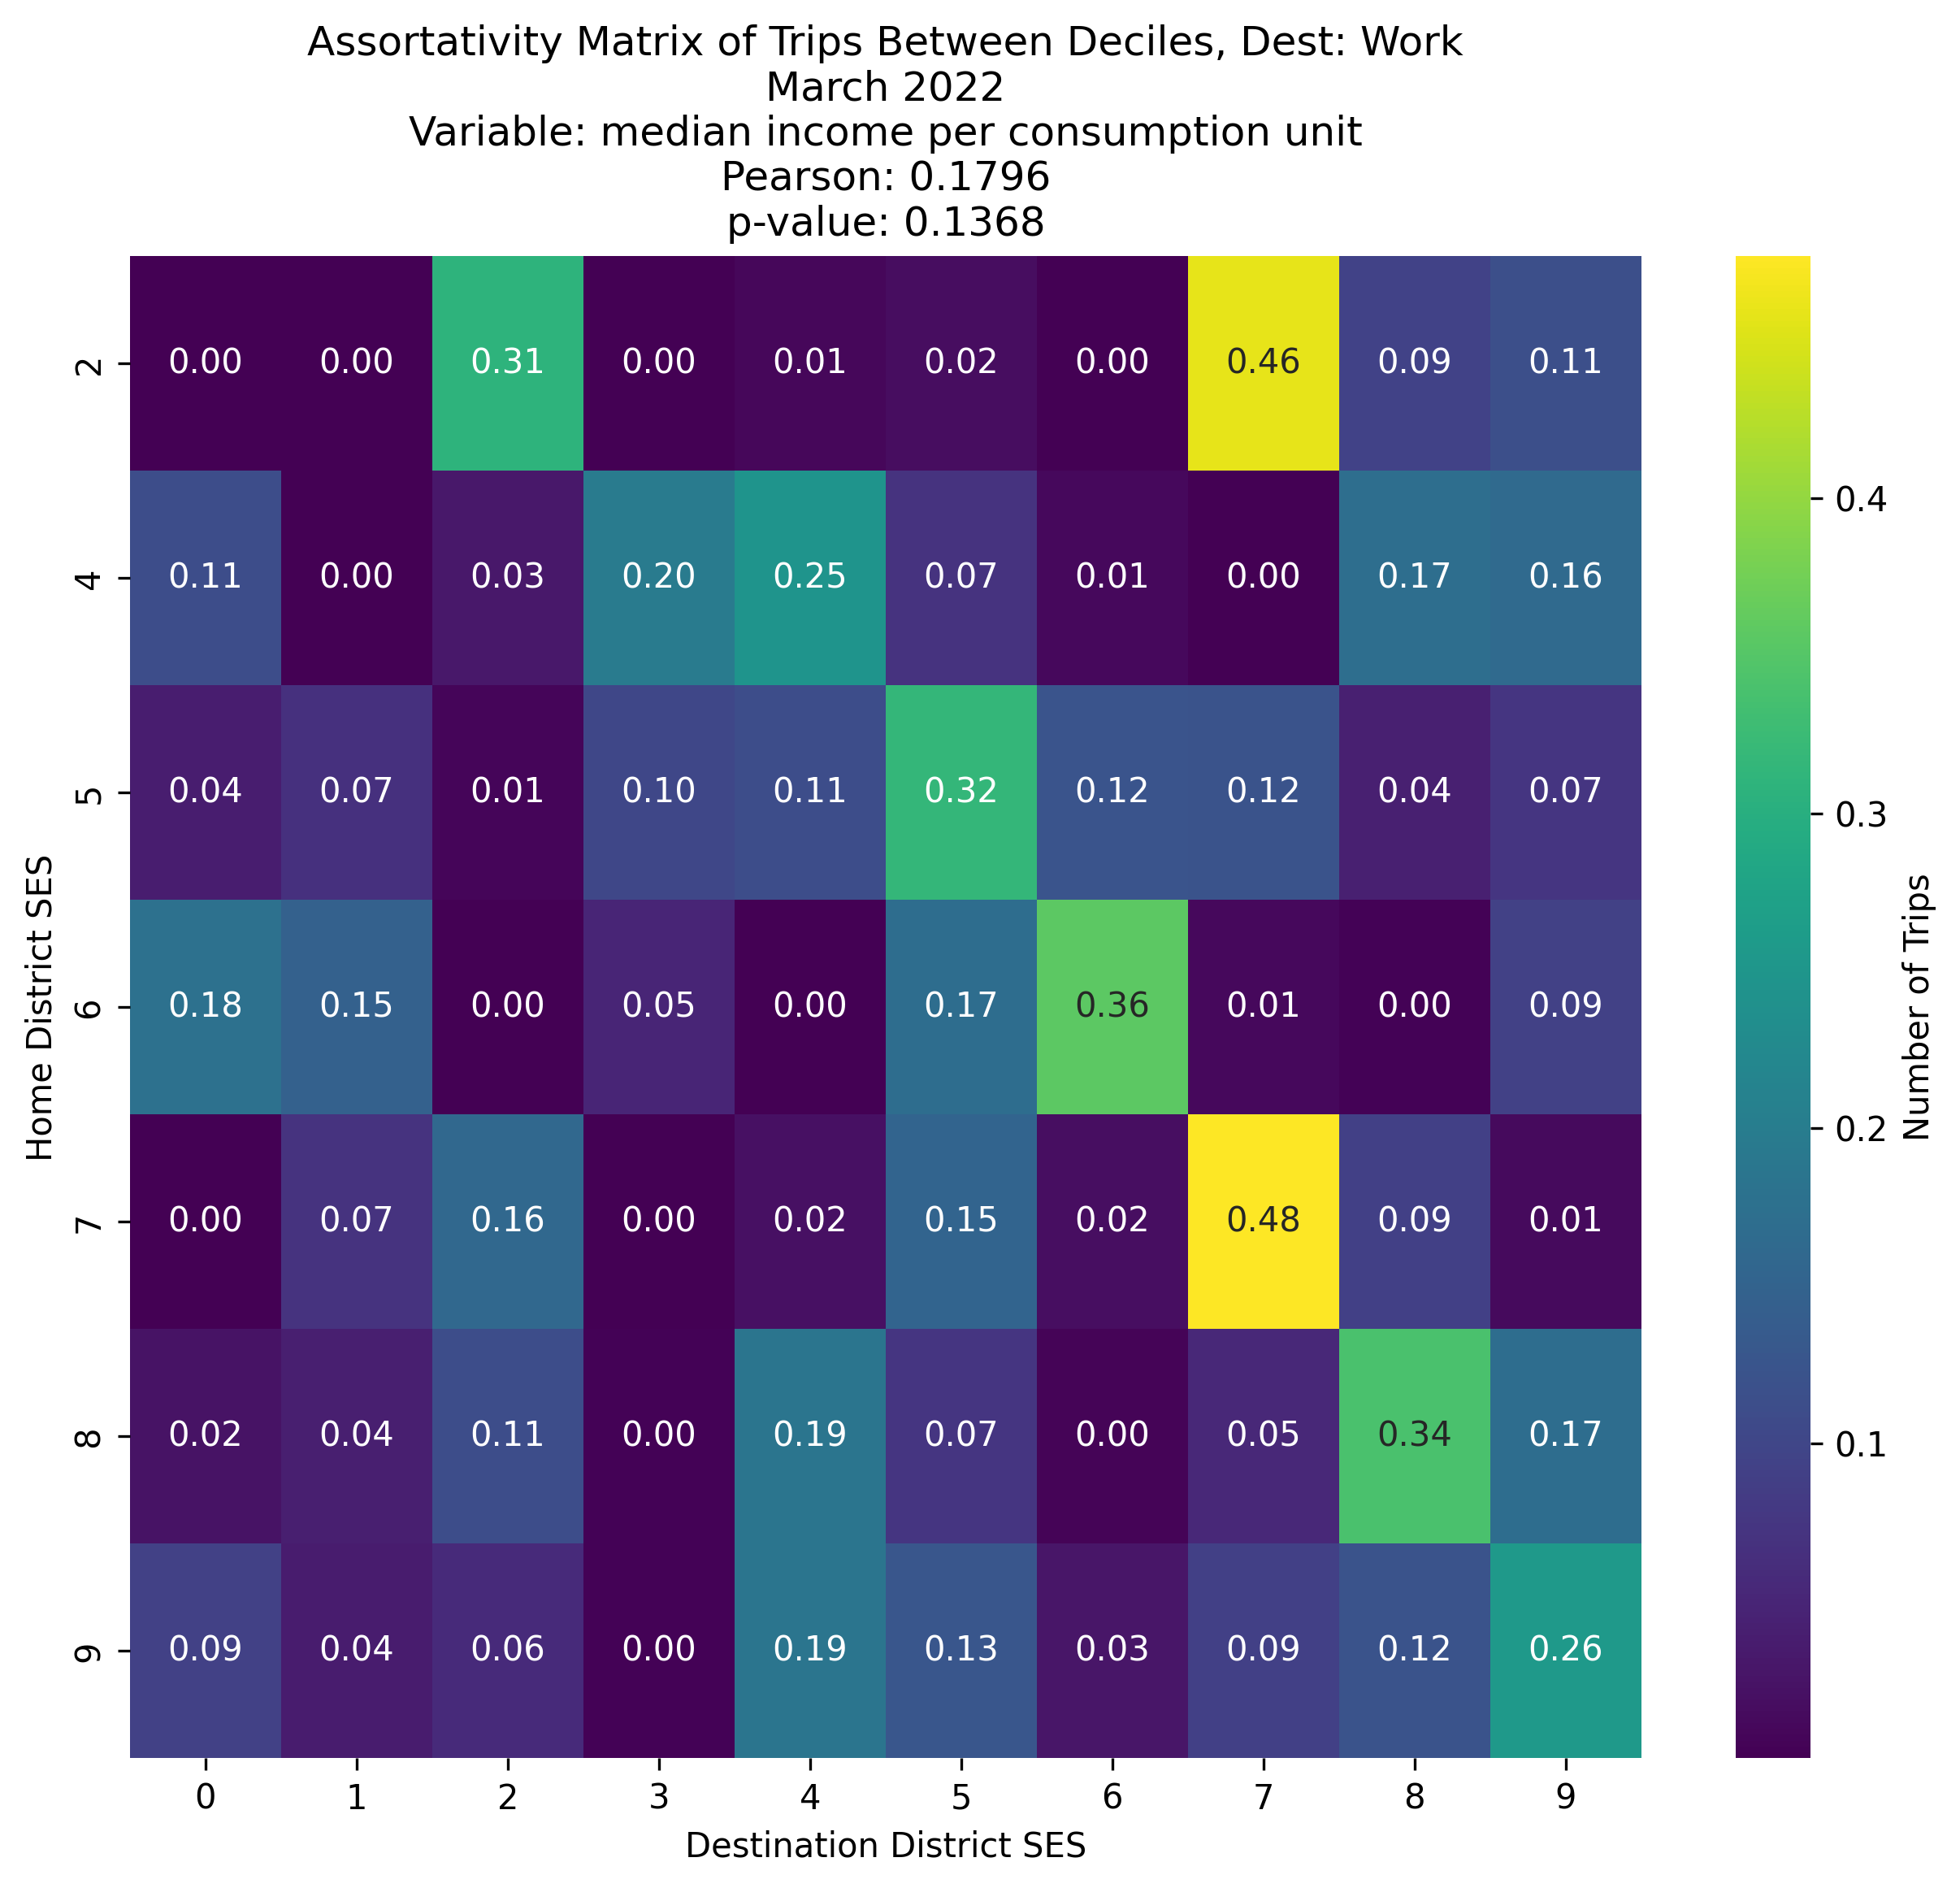 Assortativity Matrix of Trips Between Deciles, Dest: Work
March 2022
Variable: median income per consumption unit
Pearson: 0.1796
p-value: 0.1368
Home District SES
2 0.00 0.00 0.31 0.00 0.01 0.02 0.00 0.46 0.09 0.11
4 0.11 0.00 0.03 0.20 0.25 0.07 0.01 0.00 0.17 0.16
5 0.04 0.07 0.01 0.10 0.11 0.32 0.12 0.12 0.04 0.07
6 0.18 0.15 0.00 0.05 0.00 0.17 0.36 0.01 0.00 0.09
7 0.00 0.07 0.16 0.00 0.02 0.15 0.02 0.48 0.09 0.01
8 0.02 0.04 0.11 0.00 0.19 0.07 0.00 0.05 0.34 0.17
9 0.09 0.04 0.06 0.00 0.19 0.13 0.03 0.09 0.12 0.26
0 1 2 3 4 5 6 7 8 9
Destination District SES
0.4
0.3
0.2
0.1
Number of Trips